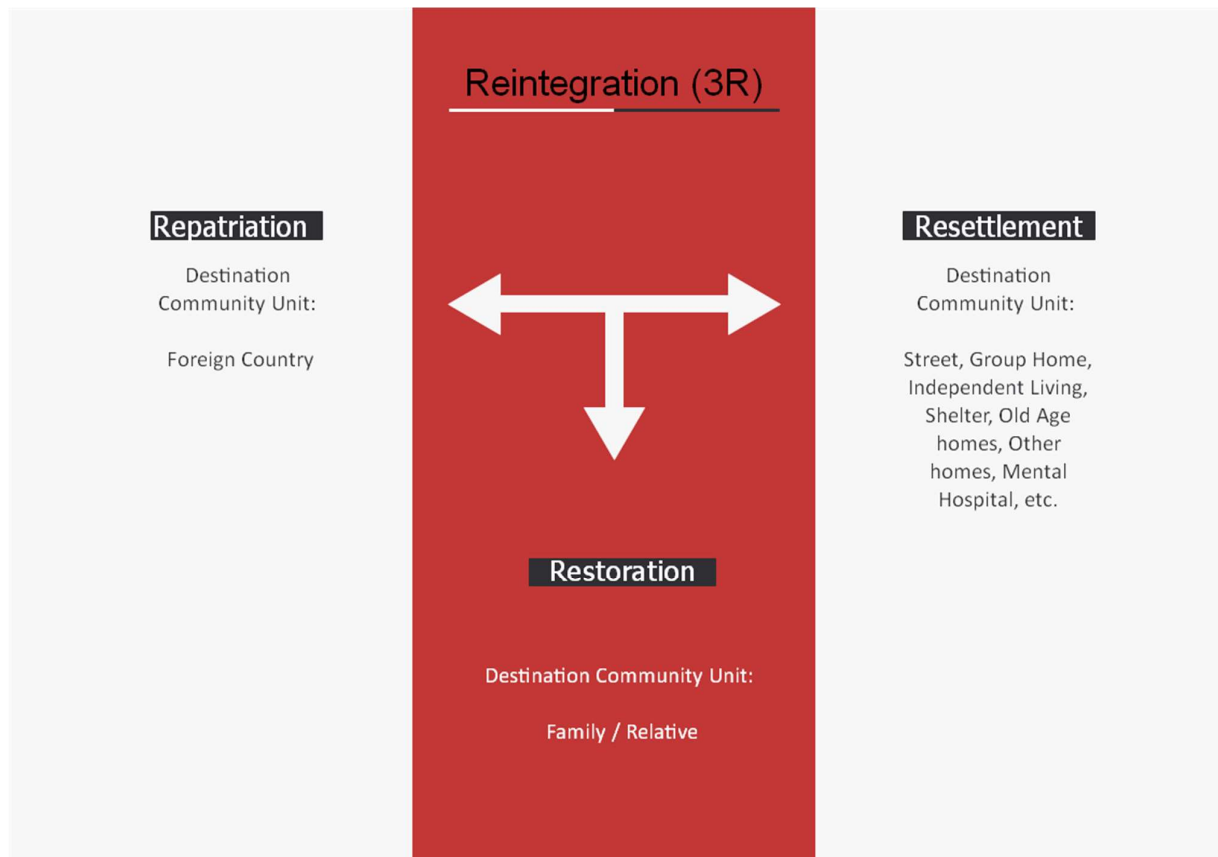 Reintegration (3R)
Repatriation
Destination
Community Unit:
Foreign Country
Resettlement
Destination
Community Unit:
Street, Group Home,
Independent Living,
Shelter, Old Age
homes, Other
homes, Mental
Hospital, etc.
Restoration
Destination Community Unit:
Family / Relative